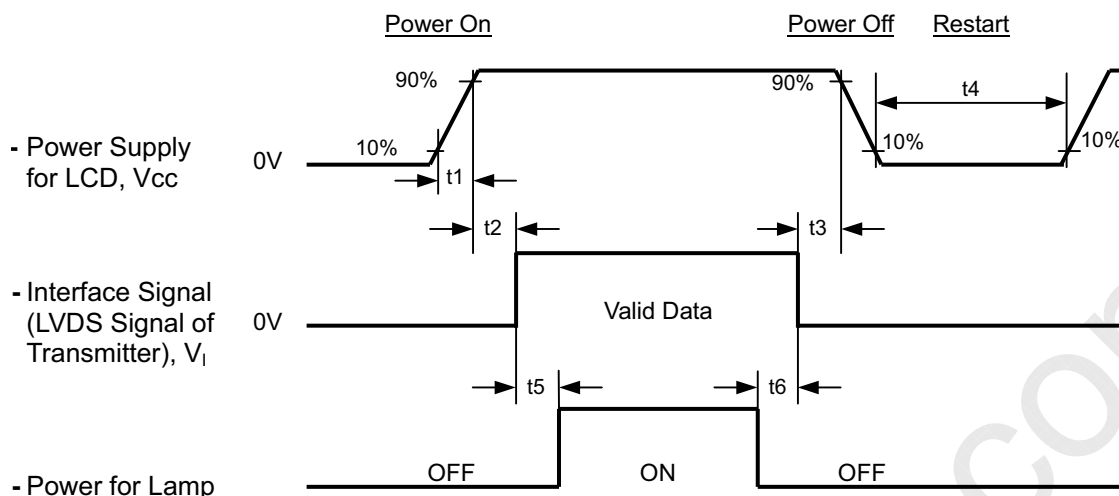 Power On
Power Off Restart
90% 90% t4
- Power Supply for LCD, Vcc
0V 10% 10% 10%
t1
t2 t3
- Interface Signal (LVDS Signal of Transmitter), VI
0V Valid Data
t5 t6
- Power for Lamp OFF ON OFF